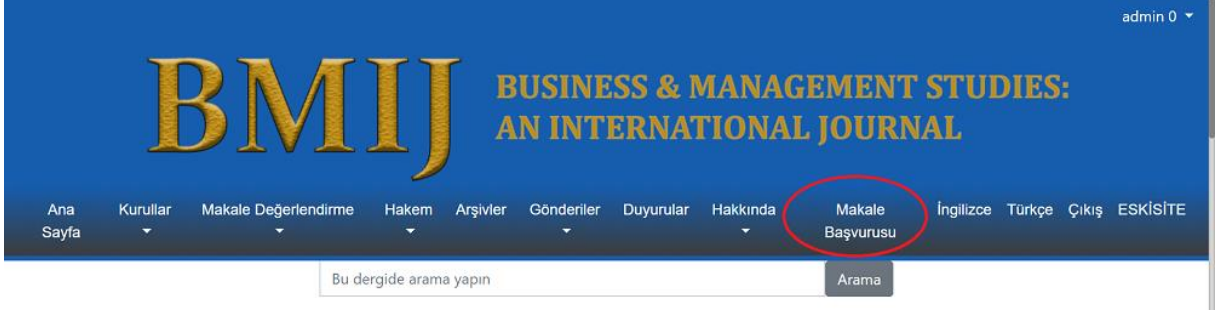 admin 0
BMIJ
BUSINESS & MANAGEMENT STUDIES:
AN INTERNATIONAL JOURNAL
Ana Sayfa
Kurullar
Makale Değerlendirme
Hakem
Arşivler
Gönderiler
Duyurular
Hakkında
Makale Başvurusu
İngilizce
Türkçe
Çıkış
ESKİSİTE
Bu dergide arama yapın
Arama